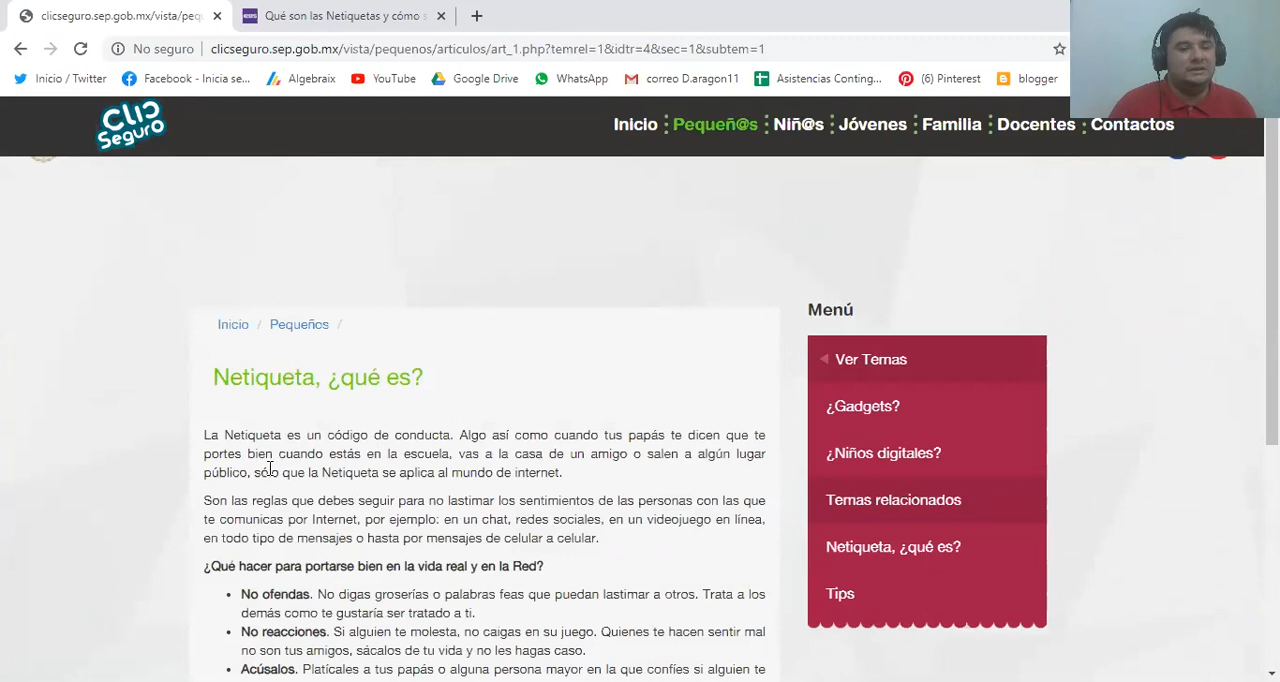 clicseguro.sep.gob.mx/vista/peq
Qué son las Netiquetas y cómo s
No seguro
clicseguro.sep.gob.mx/vista/pequenos/articulos/art_1.php?temrel=1&idtr=4&sec=1&subtem=1
Inicio / Twitter
Facebook - Inicia se...
Algebraix
YouTube
Google Drive
WhatsApp
correo D.aragon11
Asistencias Conting...
(6) Pinterest
blogger
Clic
Seguro
Inicio
Pequeñ@s
Niñ@s
Jóvenes
Familia
Docentes
Contactos
Inicio / Pequeños /
Netiqueta, ¿qué es?
La Netiqueta es un código de conducta. Algo así como cuando tus papás te dicen que te
portes bien cuando estás en la escuela, vas a la casa de un amigo o salen a algún lugar
público, sólo que la Netiqueta se aplica al mundo de internet.
Son las reglas que debes seguir para no lastimar los sentimientos de las personas con las que
te comunicas por Internet, por ejemplo: en un chat, redes sociales, en un videojuego en línea,
en todo tipo de mensajes o hasta por mensajes de celular a celular.
¿Qué hacer para portarse bien en la vida real y en la Red?
• No ofendas. No digas groserías o palabras feas que puedan lastimar a otros. Trata a los
demás como te gustaría ser tratado a ti.
• No reacciones. Si alguien te molesta, no caigas en su juego. Quienes te hacen sentir mal
no son tus amigos, sácalos de tu vida y no les hagas caso.
• Acúsalos. Platícales a tus papás o alguna persona mayor en la que confíes si alguien te
Menú
Ver Temas
¿Gadgets?
¿Niños digitales?
Temas relacionados
Netiqueta, ¿qué es?
Tips